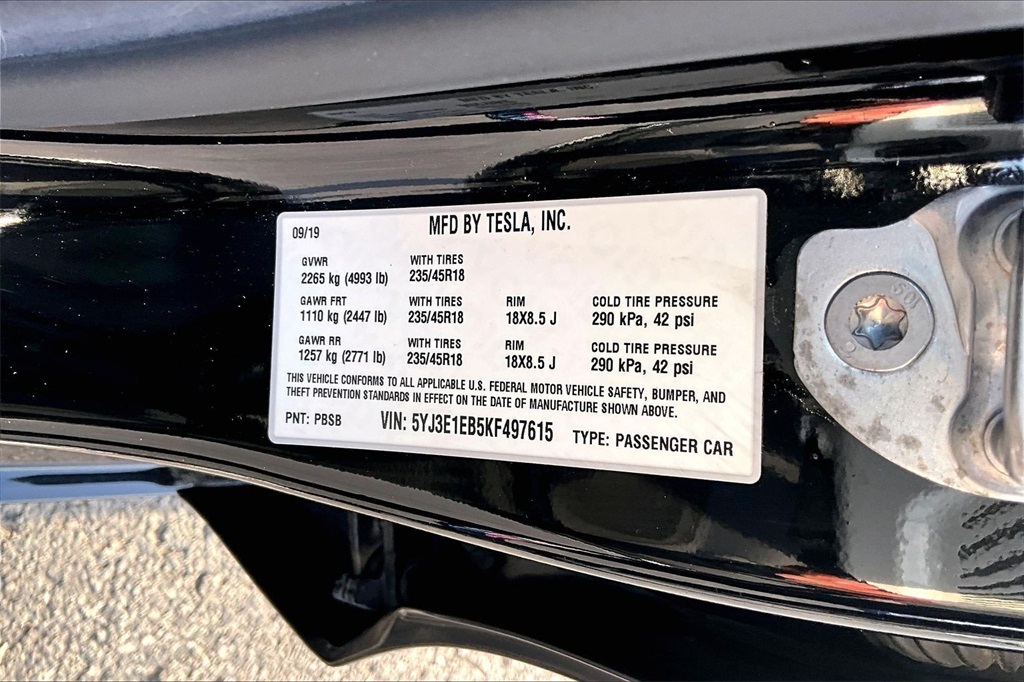 MFD BY TESLA, INC.
09/19
GVWR WITH TIRES
2265 kg (4993 lb) 235/45R18
GAWR FRT WITH TIRES RIM COLD TIRE PRESSURE
1110 kg (2447 lb) 235/45R18 18X8.5 J 290 kPa, 42 psi
GAWR RR WITH TIRES RIM COLD TIRE PRESSURE
1257 kg (2771 lb) 235/45R18 18X8.5 J 290 kPa, 42 psi
THIS VEHICLE CONFORMS TO ALL APPLICABLE U.S. FEDERAL MOTOR VEHICLE SAFETY, BUMPER, AND
THEFT PREVENTION STANDARDS IN EFFECT ON THE DATE OF MANUFACTURE SHOWN ABOVE.
PNT: PBSB VIN: 5YJ3E1EB5KF497615 TYPE: PASSENGER CAR